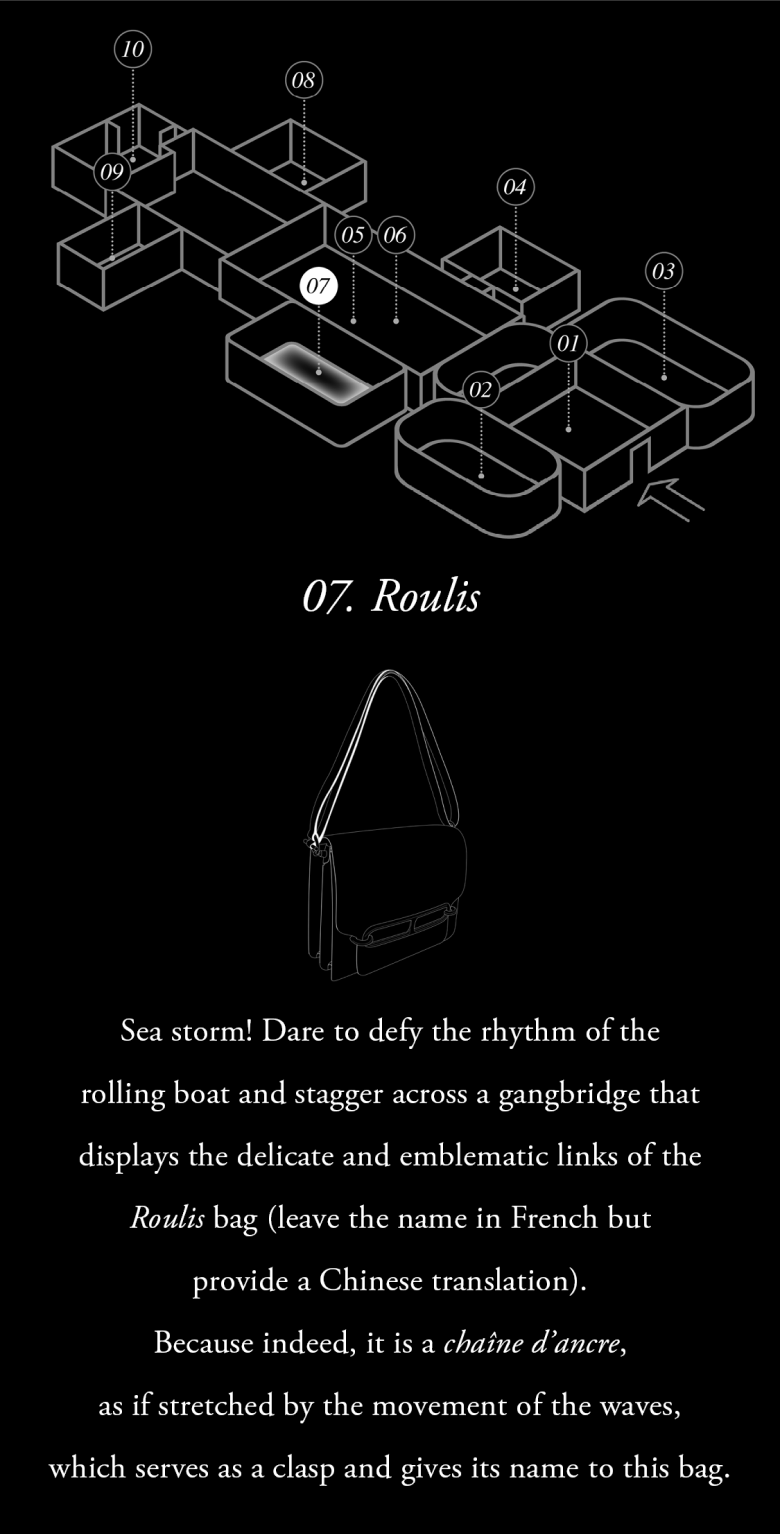 10
08
09
04
05
06
03
07
01
02
07. Roulis
Sea storm! Dare to defy the rhythm of the
rolling boat and stagger across a gangbridge that
displays the delicate and emblematic links of the
Roulis bag (leave the name in French but
provide a Chinese translation).
Because indeed, it is a chaîne d’ancre,
as if stretched by the movement of the waves,
which serves as a clasp and gives its name to this bag.